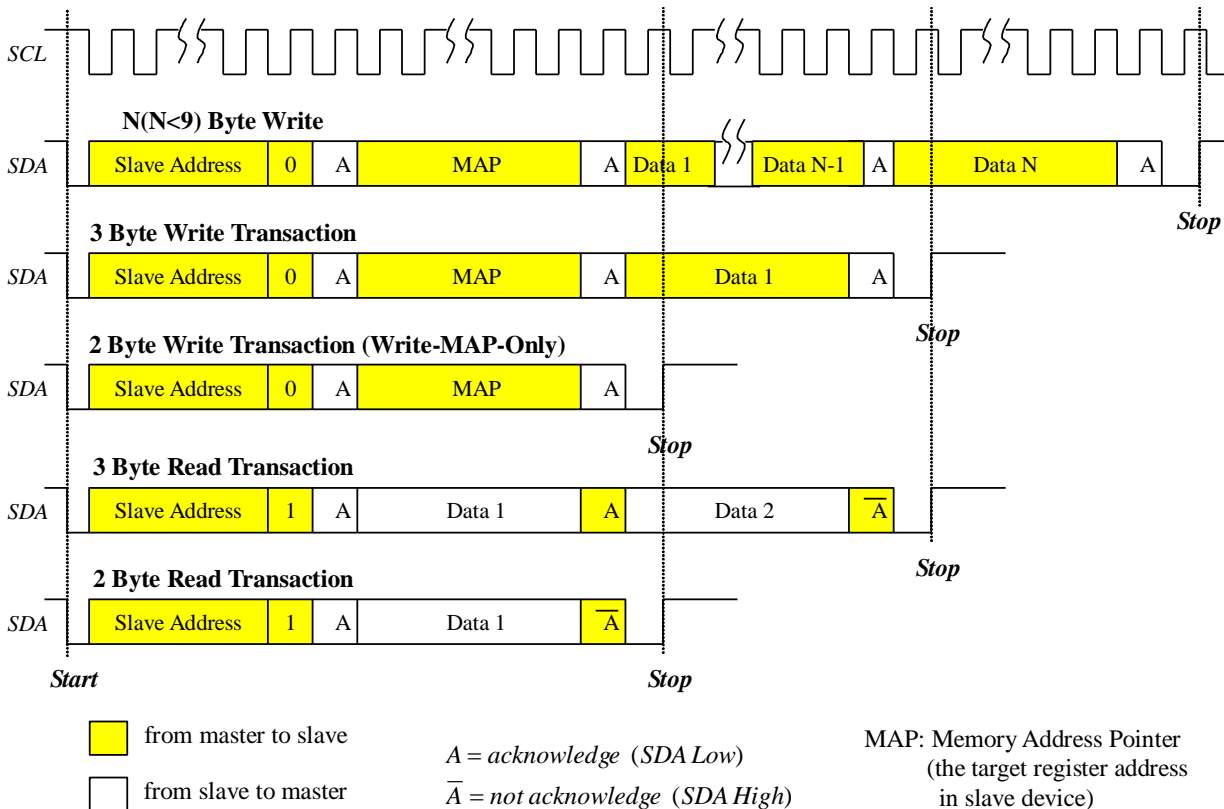 SCL
N(N<9) Byte Write
SDA Slave Address 0 A MAP A Data 1 Data N-1 A Data N A
Stop
3 Byte Write Transaction
SDA Slave Address 0 A MAP A Data 1 A
Stop
2 Byte Write Transaction (Write-MAP-Only)
SDA Slave Address 0 A MAP A
Stop
3 Byte Read Transaction
SDA Slave Address 1 A Data 1 A Data 2 A̅
Stop
2 Byte Read Transaction
SDA Slave Address 1 A Data 1 A̅
Start Stop
from master to slave
from slave to master
A = acknowledge (SDA Low)
A̅ = not acknowledge (SDA High)
MAP: Memory Address Pointer
(the target register address
in slave device)